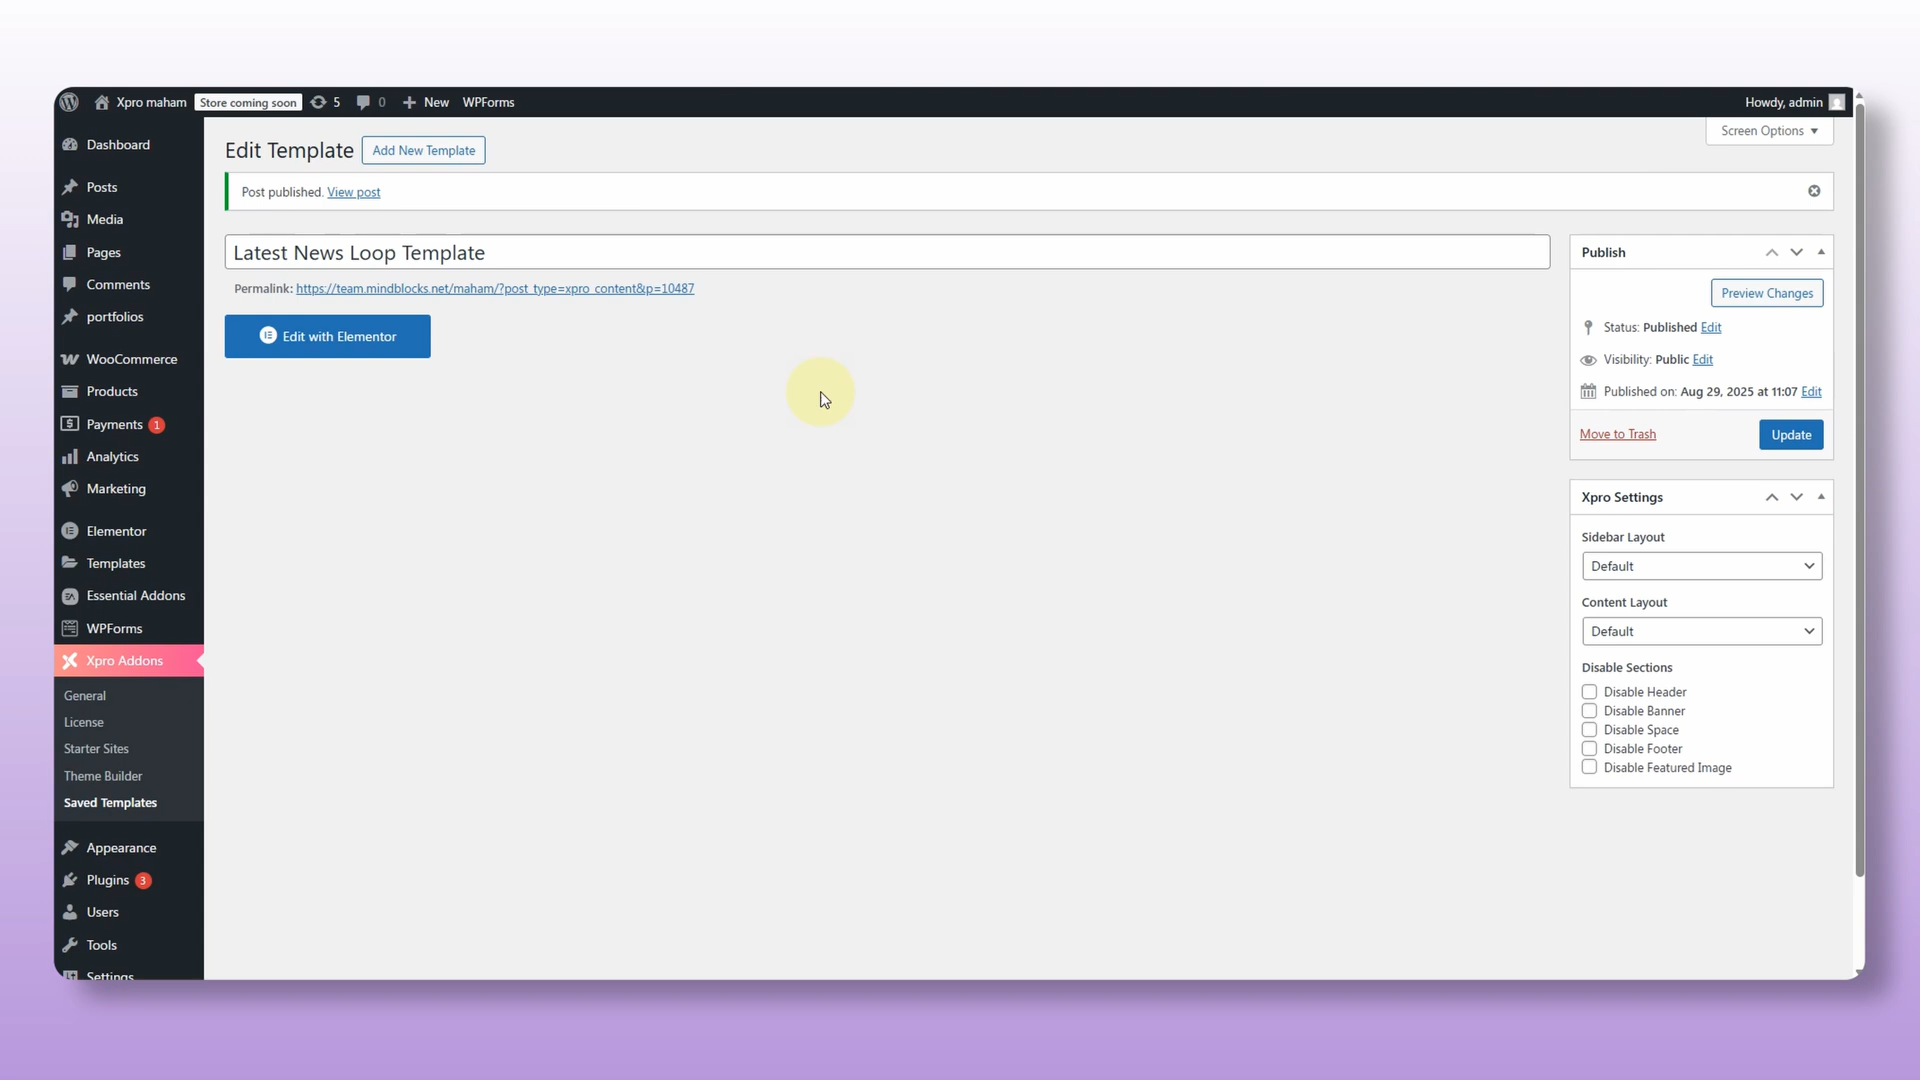 Xpro maham Store coming soon 5 0 New WPForms Howdy, admin
Screen Options
Dashboard
Posts
Media
Pages
Comments
portfolios
WooCommerce
Products
Payments 1
Analytics
Marketing
Elementor
Templates
Essential Addons
WPForms
Xpro Addons
General
License
Starter Sites
Theme Builder
Saved Templates
Appearance
Plugins 3
Users
Tools
Settings
Edit Template Add New Template
Post published. View post
Latest News Loop Template
Permalink: https://team.mindblocks.net/maham/?post_type=xpro_content&p=10487
Edit with Elementor
Publish
Preview Changes
Status: Published Edit
Visibility: Public Edit
Published on: Aug 29, 2025 at 11:07 Edit
Move to Trash Update
Xpro Settings
Sidebar Layout
Default
Content Layout
Default
Disable Sections
Disable Header
Disable Banner
Disable Space
Disable Footer
Disable Featured Image